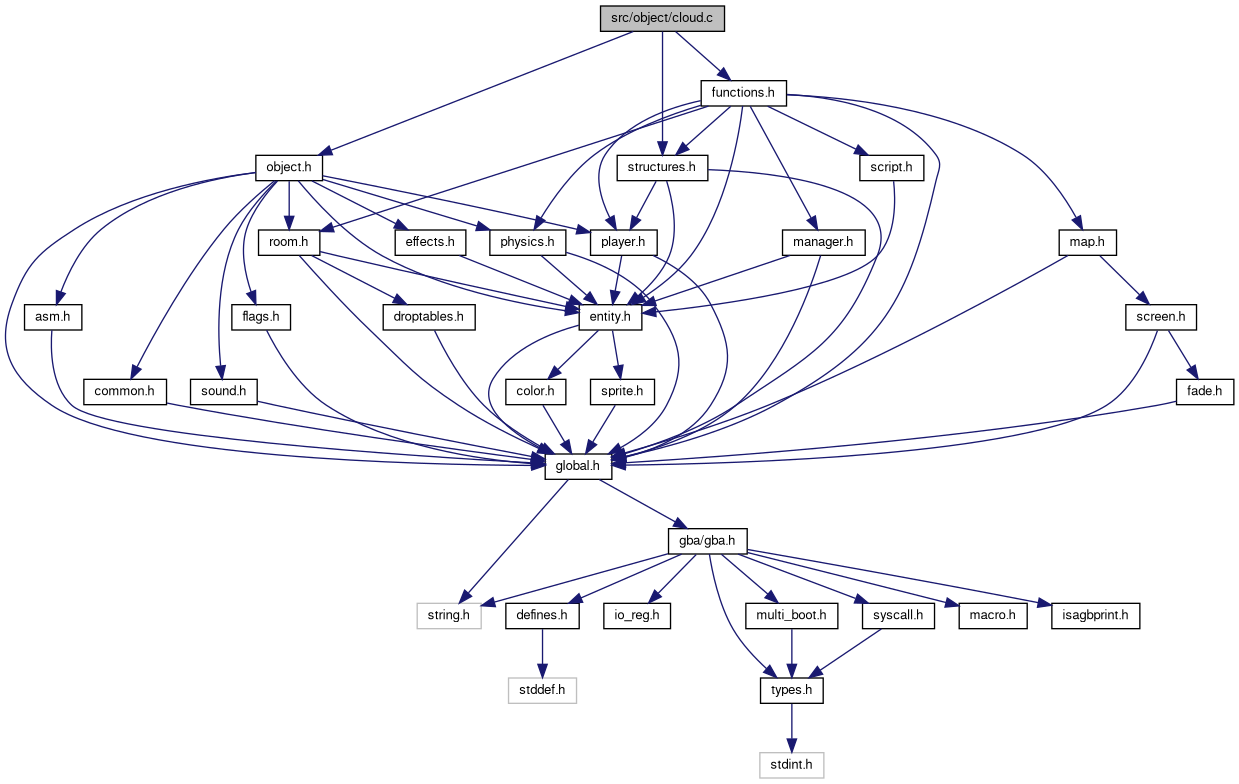 src/object/cloud.c
functions.h
object.h
structures.h
script.h
room.h
effects.h
physics.h
player.h
manager.h
map.h
asm.h
flags.h
droptables.h
entity.h
screen.h
common.h
sound.h
color.h
sprite.h
fade.h
global.h
gba/gba.h
string.h
defines.h
io_reg.h
multi_boot.h
syscall.h
macro.h
isagbprint.h
stddef.h
types.h
stdint.h